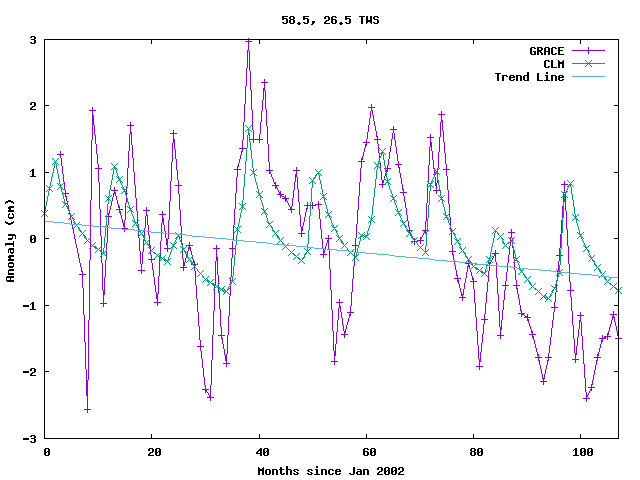 58.5, 26.5 TWS
GRACE
CLM
Trend Line
3
2
1
0
-1
-2
-3
Anomaly (cm)
0 20 40 60 80 100
Months since Jan 2002